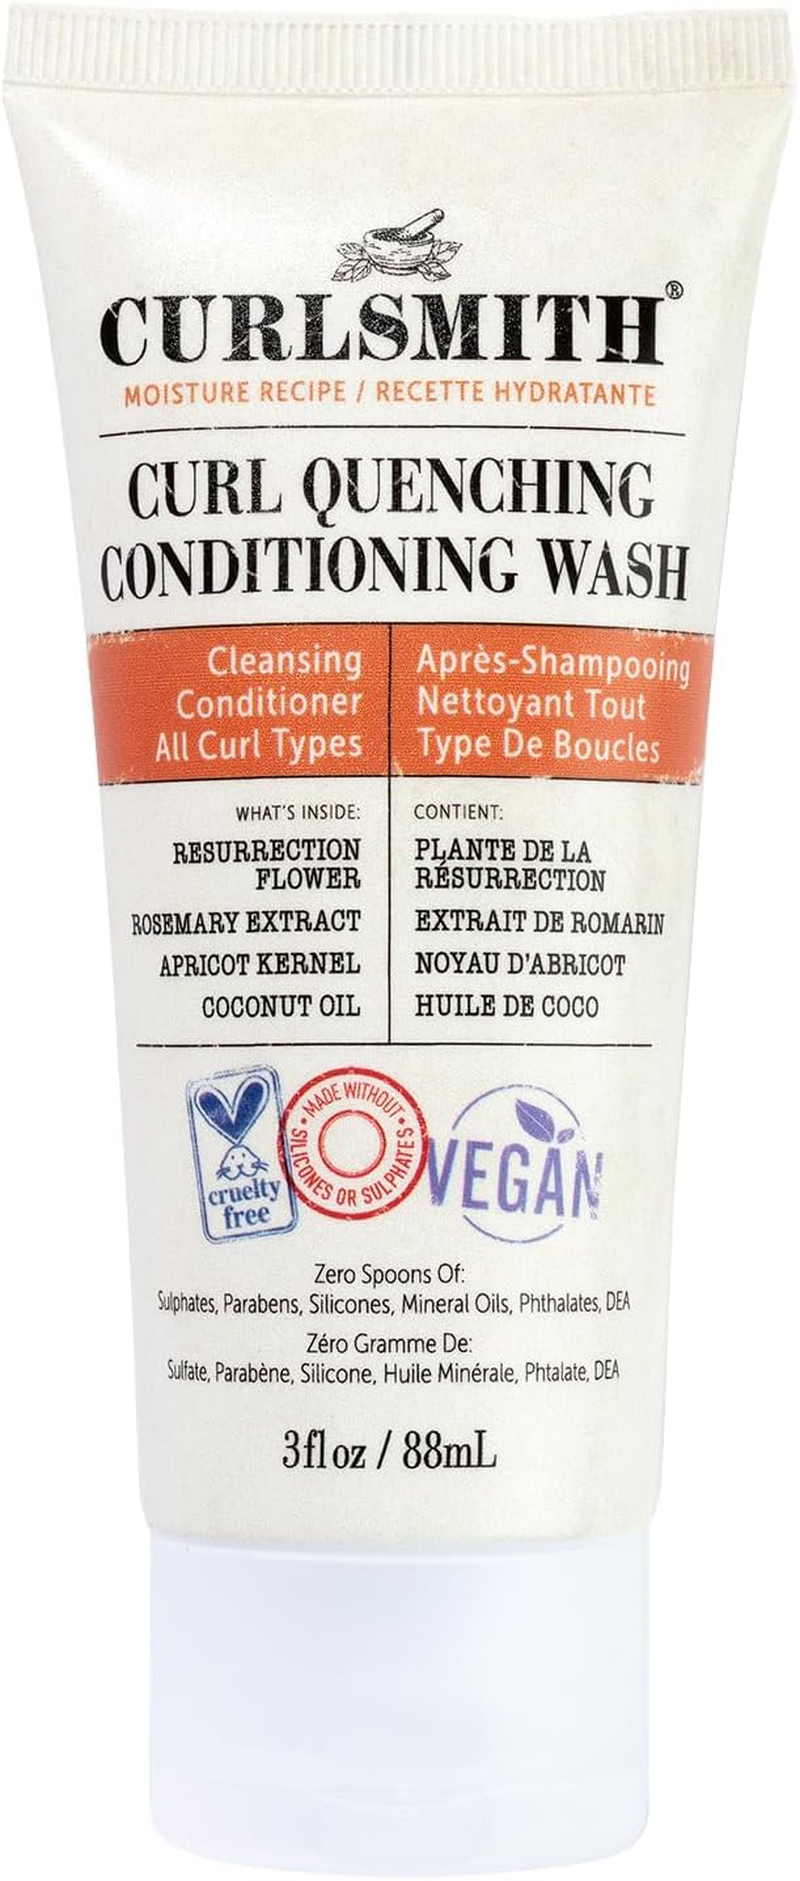 CURLSMITH®
MOISTURE RECIPE / RECETTE HYDRATANTE
CURL QUENCHING
CONDITIONING WASH
Cleansing
Conditioner
All Curl Types
Après-Shampooing
Nettoyant Tout
Type De Boucles
WHAT'S INSIDE:
RESURRECTION
FLOWER
ROSEMARY EXTRACT
APRICOT KERNEL
COCONUT OIL
CONTIENT:
PLANTE DE LA
RÉSURRECTION
EXTRAIT DE ROMARIN
NOYAU D'ABRICOT
HUILE DE COCO
cruelty
free
• MADE WITHOUT •
SILICONES OR SULPHATES
VEGAN
Zero Spoons Of:
Sulphates, Parabens, Silicones, Mineral Oils, Phthalates, DEA
Zéro Gramme De:
Sulfate, Parabène, Silicone, Huile Minérale, Phtalate, DEA
3fl oz / 88mL